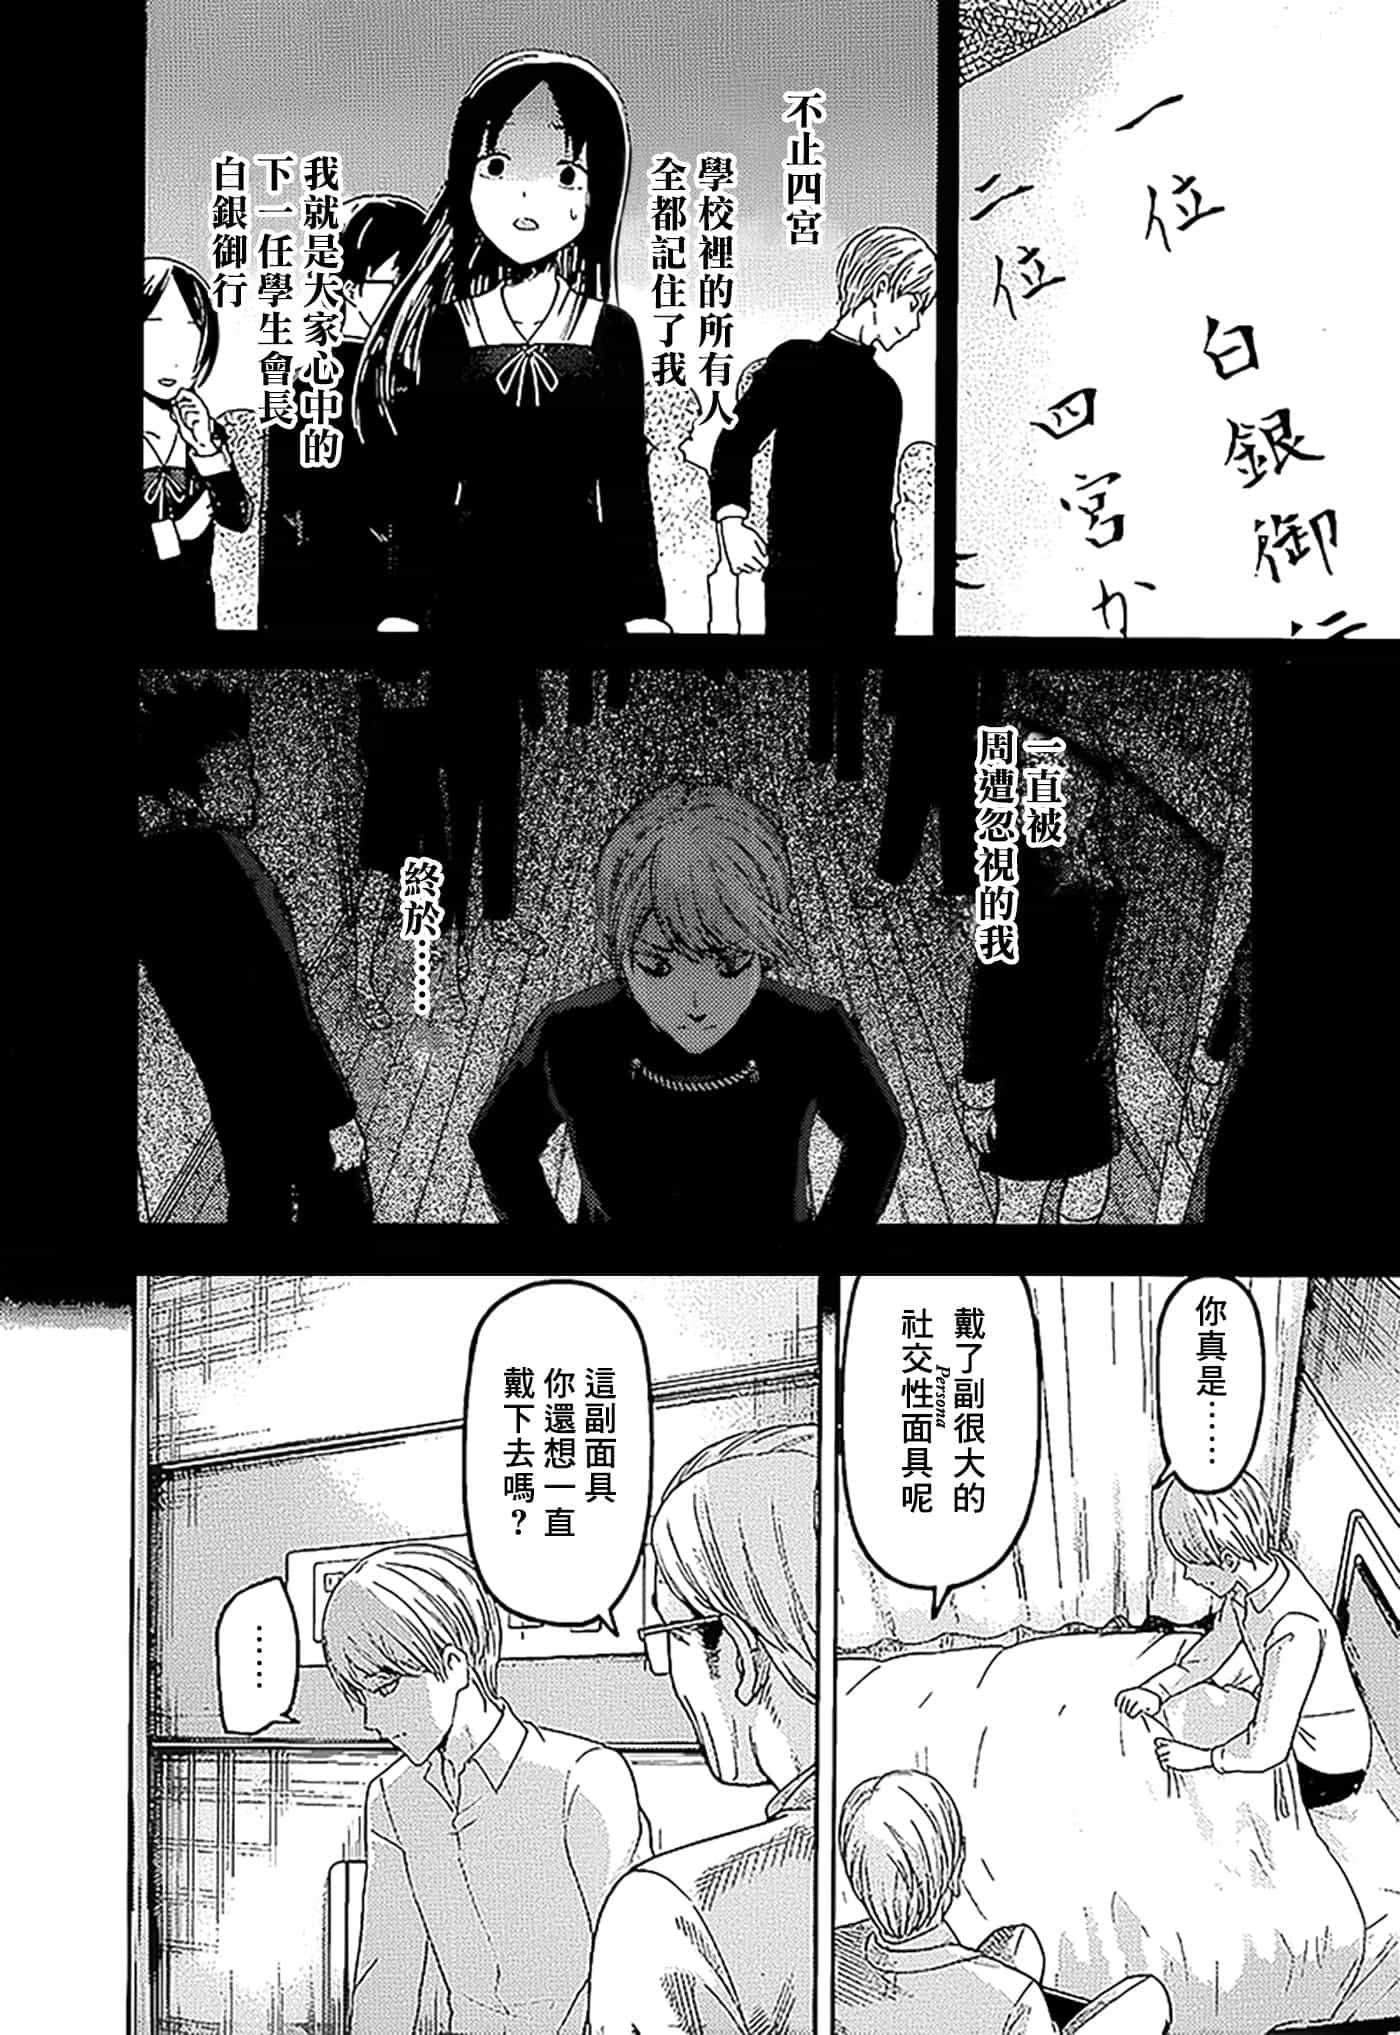 一位 白銀御行
二位 四宮か
不止四宮
學校裡的所有人
全都記住了我
我就是大家心中的
下一任學生會長
白銀御行
一直被
周遭忽視的我
終於……
你真是……
戴了副很大的
社交性面具呢
Persona
這副面具
你還想一直
戴下去嗎?
……